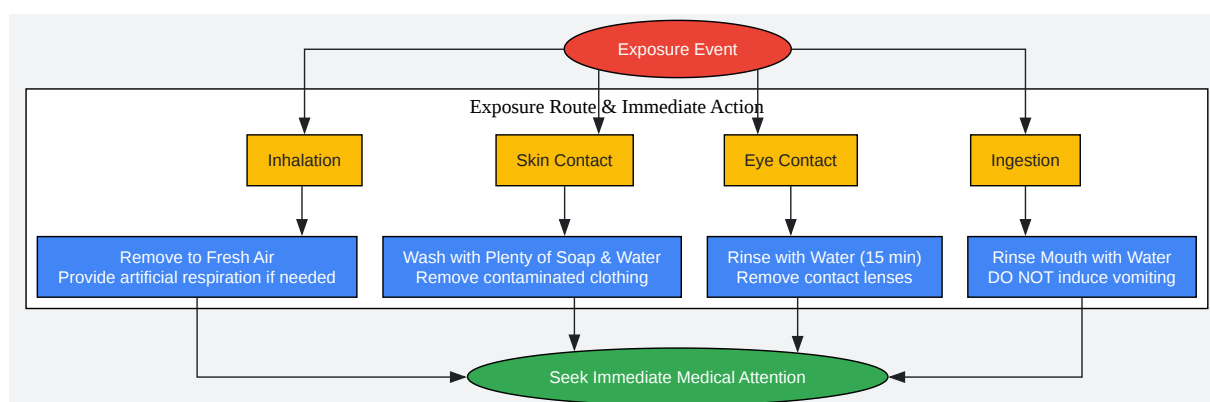 Exposure Event
Exposure Route & Immediate Action
Inhalation
Skin Contact
Eye Contact
Ingestion
Remove to Fresh Air
Provide artificial respiration if needed
Wash with Plenty of Soap & Water
Remove contaminated clothing
Rinse with Water (15 min)
Remove contact lenses
Rinse Mouth with Water
DO NOT induce vomiting
Seek Immediate Medical Attention